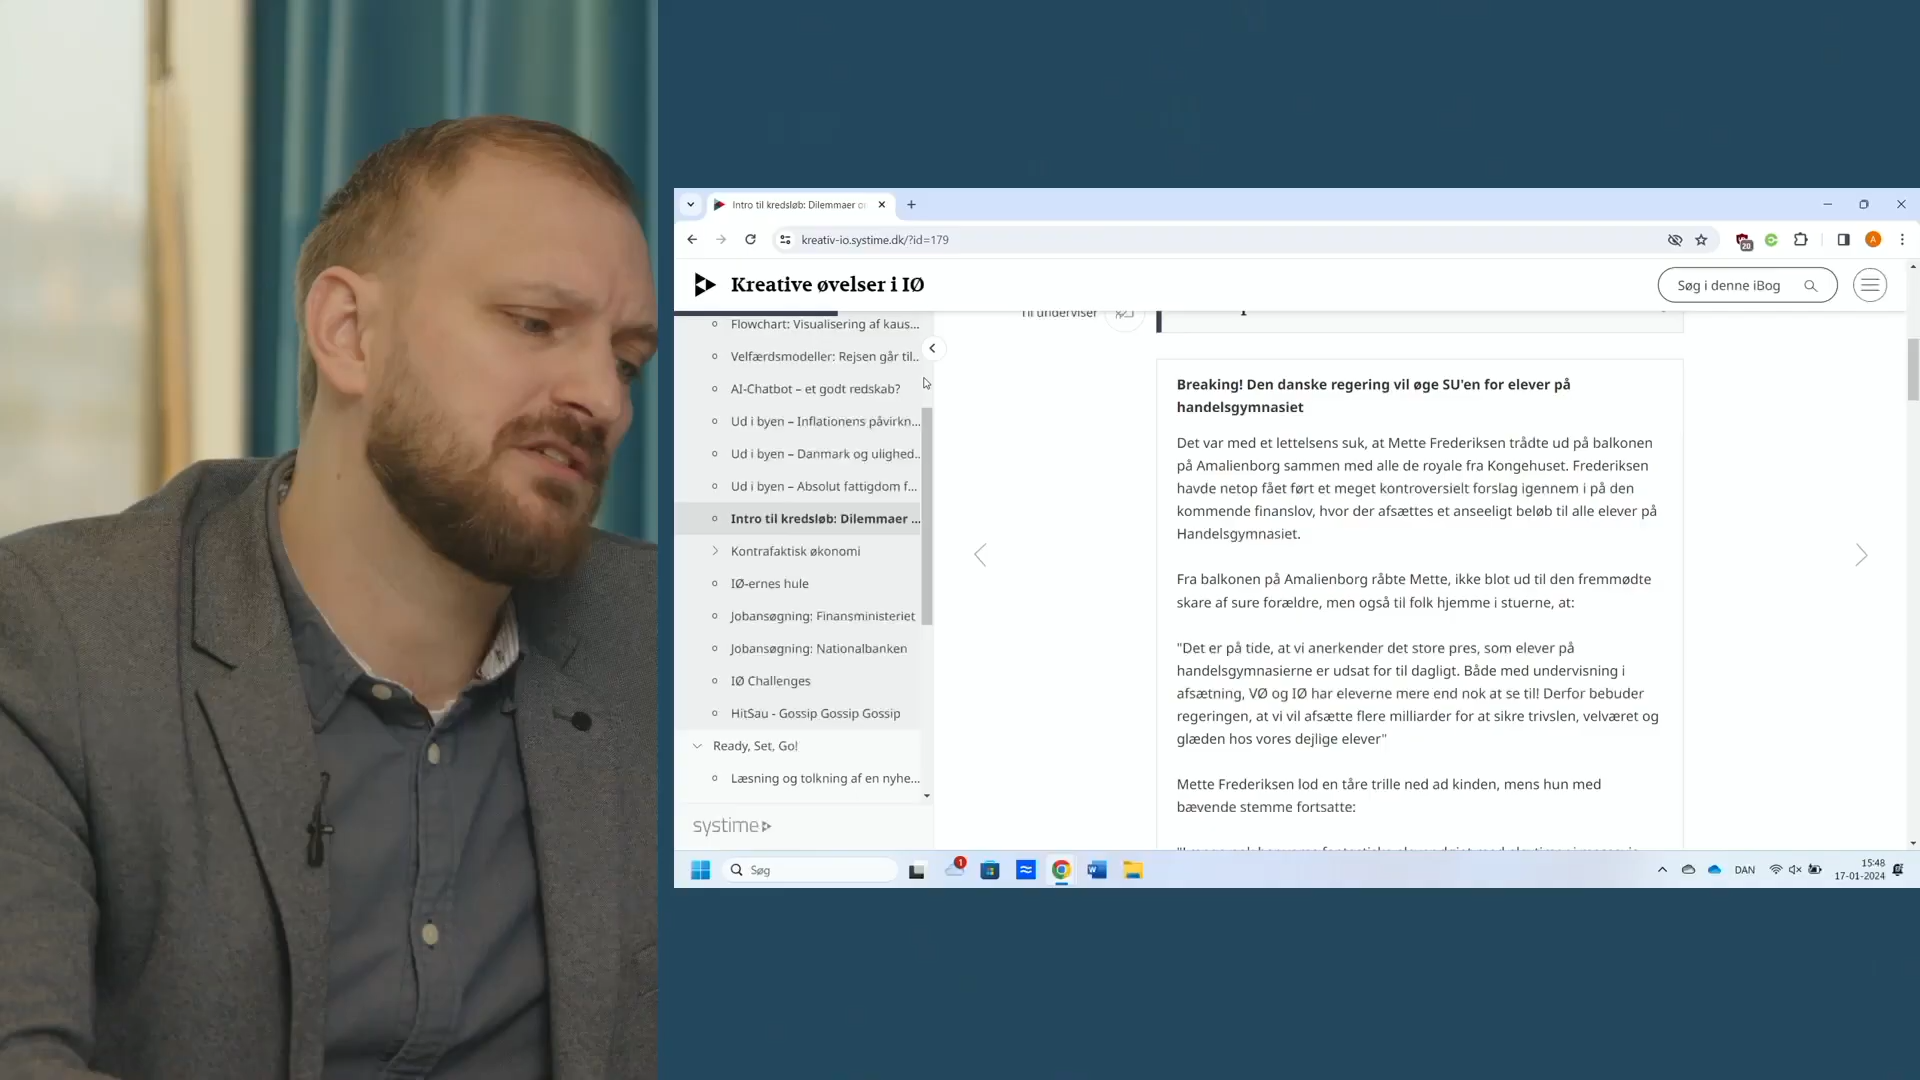 Intro til kredsløb: Dilemmaer o
kreativ-io.systime.dk/?id=179
20
A
Kreative øvelser i IØ
Søg i denne iBog
Flowchart: Visualisering af kaus...
Velfærdsmodeller: Rejsen går til...
AI-Chatbot – et godt redskab?
Ud i byen – Inflationens påvirkn...
Ud i byen – Danmark og ulighed...
Ud i byen – Absolut fattigdom f...
Intro til kredsløb: Dilemmaer ...
Kontrafaktisk økonomi
IØ-ernes hule
Jobansøgning: Finansministeriet
Jobansøgning: Nationalbanken
IØ Challenges
HitSau - Gossip Gossip Gossip
Ready, Set, Go!
Læsning og tolkning af en nyhe...
systime
Til underviser
Breaking! Den danske regering vil øge SU'en for elever på
handelsgymnasiet
Det var med et lettelsens suk, at Mette Frederiksen trådte ud på balkonen
på Amalienborg sammen med alle de royale fra Kongehuset. Frederiksen
havde netop fået ført et meget kontroversielt forslag igennem i på den
kommende finanslov, hvor der afsættes et anseeligt beløb til alle elever på
Handelsgymnasiet.
Fra balkonen på Amalienborg råbte Mette, ikke blot ud til den fremmødte
skare af sure forældre, men også til folk hjemme i stuerne, at:
"Det er på tide, at vi anerkender det store pres, som elever på
handelsgymnasierne er udsat for til dagligt. Både med undervisning i
afsætning, VØ og IØ har eleverne mere end nok at se til! Derfor bebuder
regeringen, at vi vil afsætte flere milliarder for at sikre trivslen, velværet og
glæden hos vores dejlige elever"
Mette Frederiksen lod en tåre trille ned ad kinden, mens hun med
bævende stemme fortsatte:
Søg
1
DAN
15:48
17-01-2024